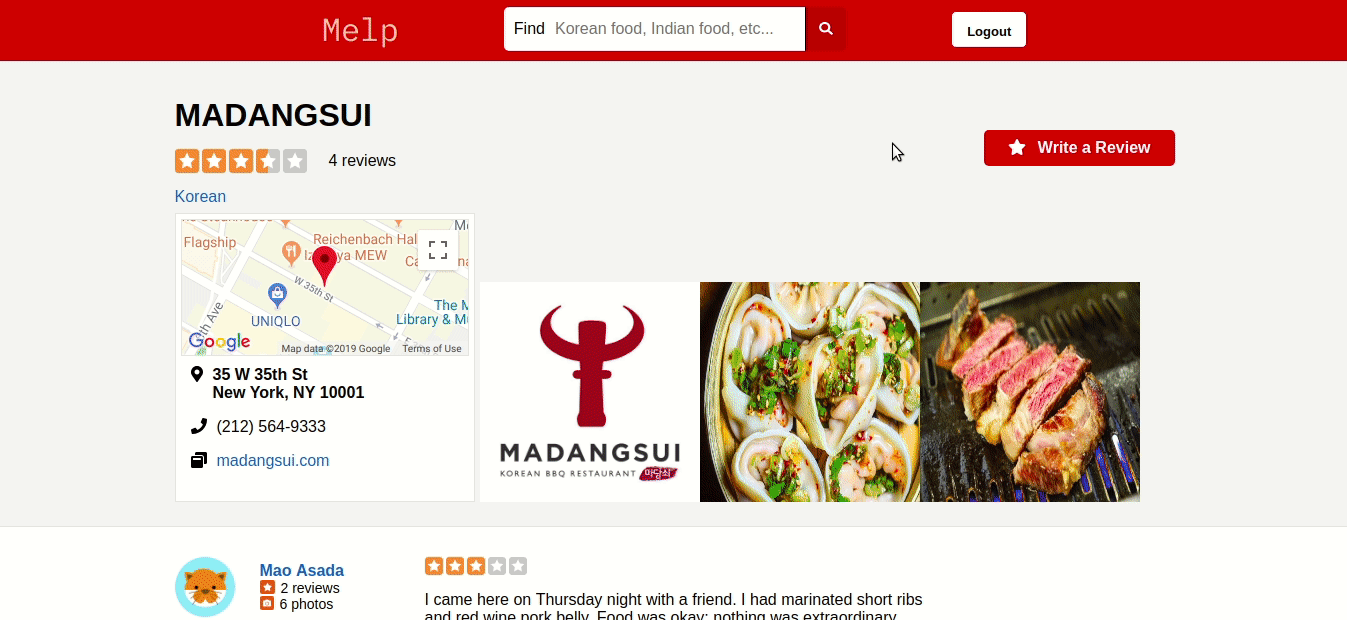 Melp
Find Korean food, Indian food, etc...
Logout
MADANGSUI
4 reviews
Write a Review
Korean
Flagship
Reichenbach Hal
MEW
W 35th St
UNIQLO
The M
Library & M
Google
Map data ©2019 Google Terms of Use
35 W 35th St
New York, NY 10001
(212) 564-9333
madangsui.com
MADANGSUI
KOREAN BBQ RESTAURANT 마당쇠
Mao Asada
2 reviews
6 photos
I came here on Thursday night with a friend. I had marinated short ribs
and red wine pork belly. Food was okay; nothing was extraordinary